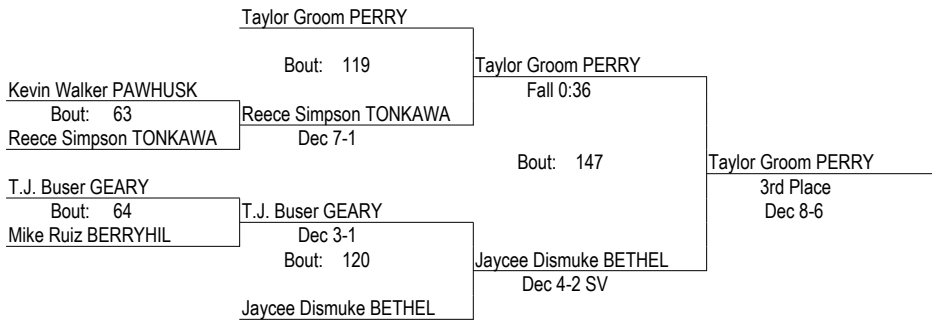 Taylor Groom PERRY
Bout: 119
Taylor Groom PERRY
Kevin Walker PAWHUSK
Fall 0:36
Bout: 63
Reece Simpson TONKAWA
Reece Simpson TONKAWA
Dec 7-1
Bout: 147
Taylor Groom PERRY
T.J. Buser GEARY
3rd Place
Bout: 64
T.J. Buser GEARY
Dec 8-6
Mike Ruiz BERRYHIL
Dec 3-1
Bout: 120
Jaycee Dismuke BETHEL
Dec 4-2 SV
Jaycee Dismuke BETHEL